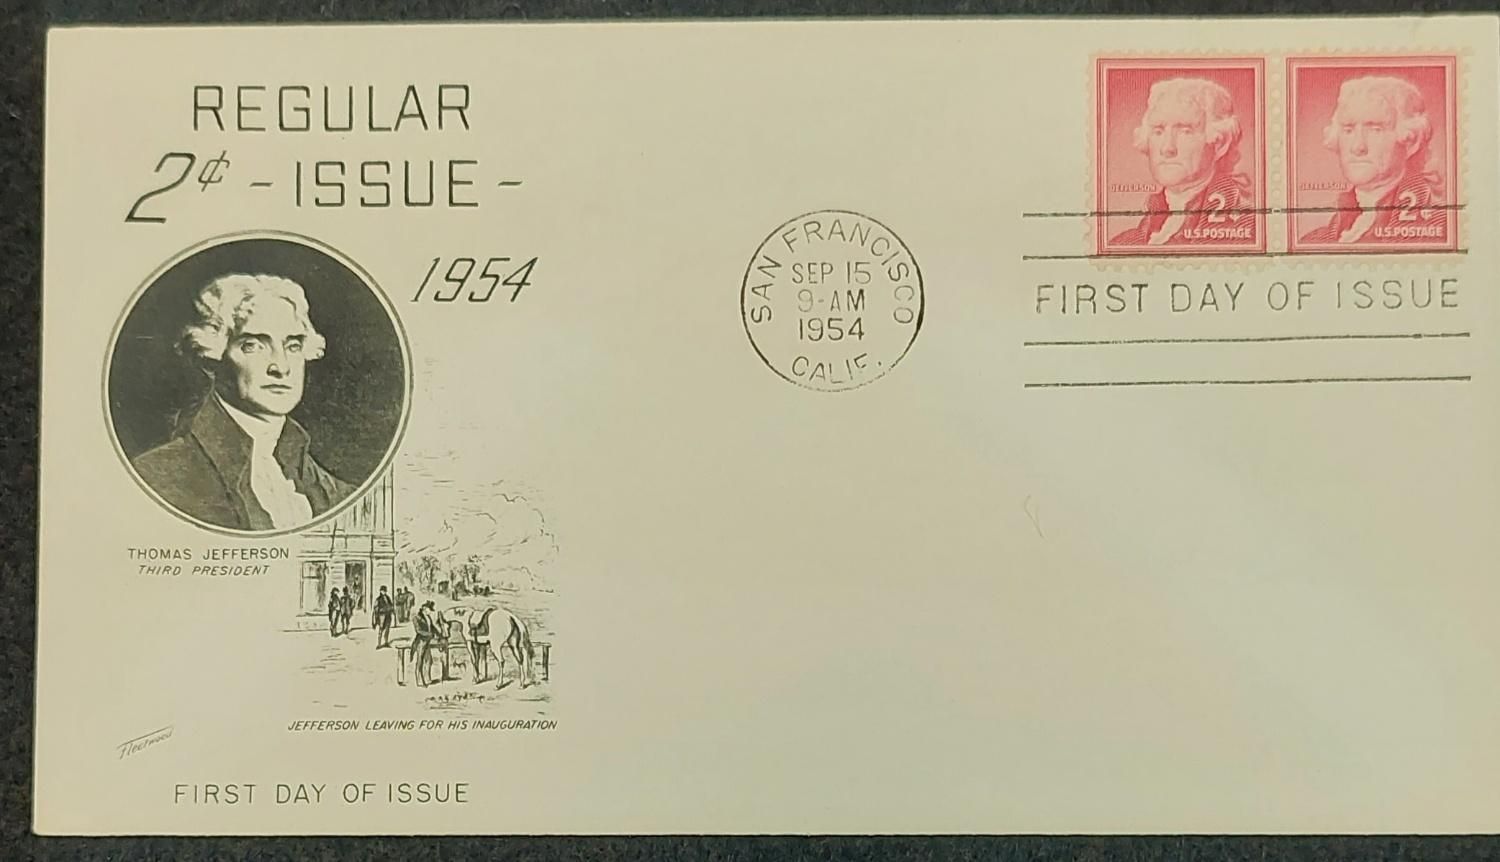 REGULAR
2¢ - ISSUE -
1954
THOMAS JEFFERSON
THIRD PRESIDENT
JEFFERSON LEAVING FOR HIS INAUGURATION
Fleetwood
FIRST DAY OF ISSUE
SAN FRANCISCO
SEP 15
9-AM
1954
CALIF.
JEFFERSON
2¢
U.S. POSTAGE
JEFFERSON
2¢
U.S. POSTAGE
FIRST DAY OF ISSUE